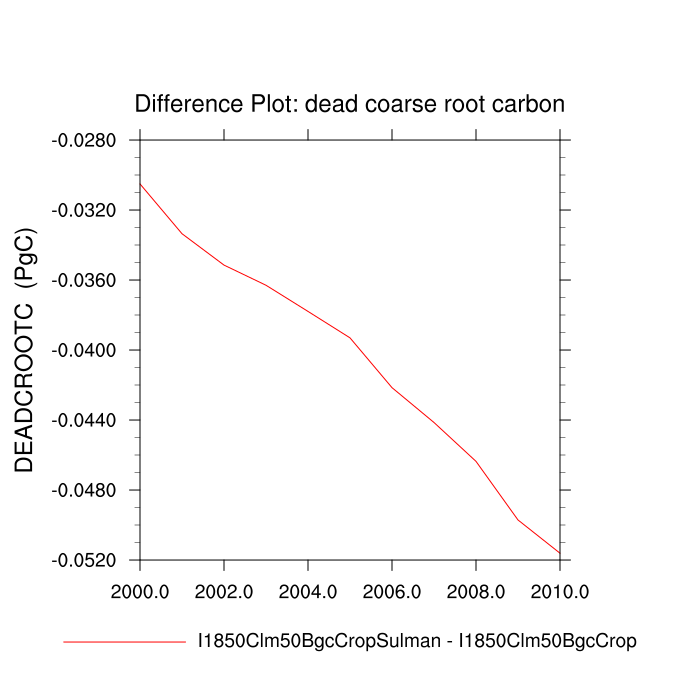 Difference Plot: dead coarse root carbon
DEADCROOTC (PgC)
-0.0280
-0.0320
-0.0360
-0.0400
-0.0440
-0.0480
-0.0520
2000.0 2002.0 2004.0 2006.0 2008.0 2010.0
I1850Clm50BgcCropSulman - I1850Clm50BgcCrop